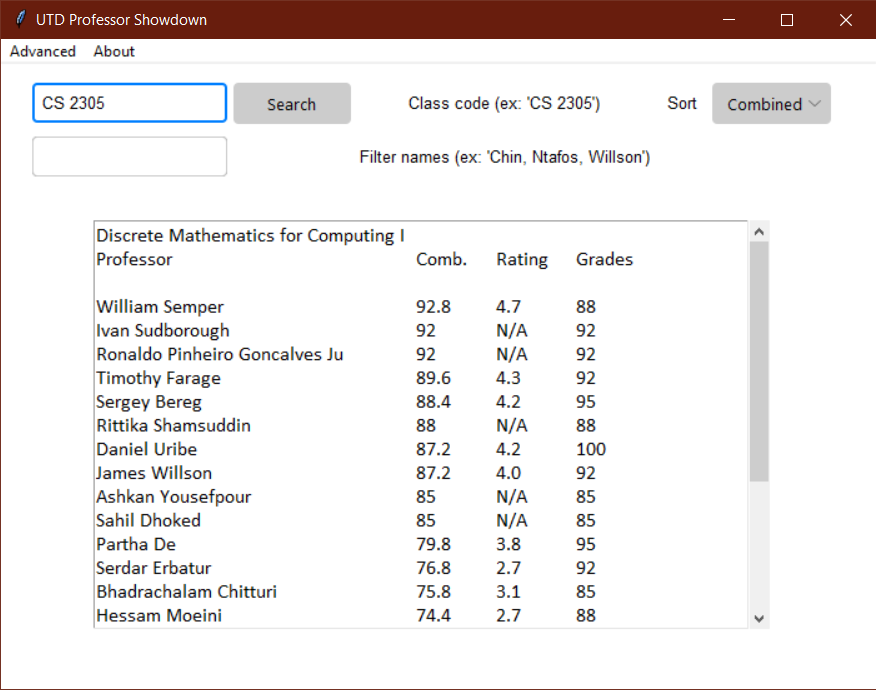 UTD Professor Showdown
Advanced About
CS 2305 Search Class code (ex: 'CS 2305') Sort Combined
Filter names (ex: 'Chin, Ntafos, Willson')
Discrete Mathematics for Computing I
Professor Comb. Rating Grades
William Semper 92.8 4.7 88
Ivan Sudborough 92 N/A 92
Ronaldo Pinheiro Goncalves Ju 92 N/A 92
Timothy Farage 89.6 4.3 92
Sergey Bereg 88.4 4.2 95
Rittika Shamsuddin 88 N/A 88
Daniel Uribe 87.2 4.2 100
James Willson 87.2 4.0 92
Ashkan Yousefpour 85 N/A 85
Sahil Dhoked 85 N/A 85
Partha De 79.8 3.8 95
Serdar Erbatur 76.8 2.7 92
Bhadrachalam Chitturi 75.8 3.1 85
Hessam Moeini 74.4 2.7 88